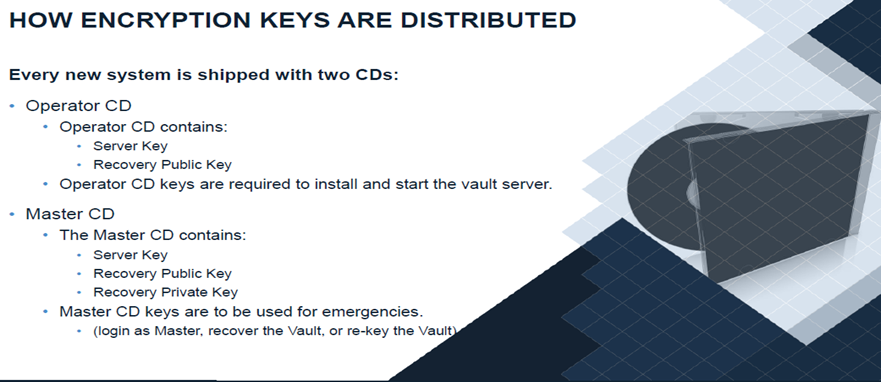 HOW ENCRYPTION KEYS ARE DISTRIBUTED
Every new system is shipped with two CDs:
• Operator CD
• Operator CD contains:
• Server Key
• Recovery Public Key
• Operator CD keys are required to install and start the vault server.
• Master CD
• The Master CD contains:
• Server Key
• Recovery Public Key
• Recovery Private Key
• Master CD keys are to be used for emergencies.
• (login as Master, recover the Vault, or re-key the Vault)